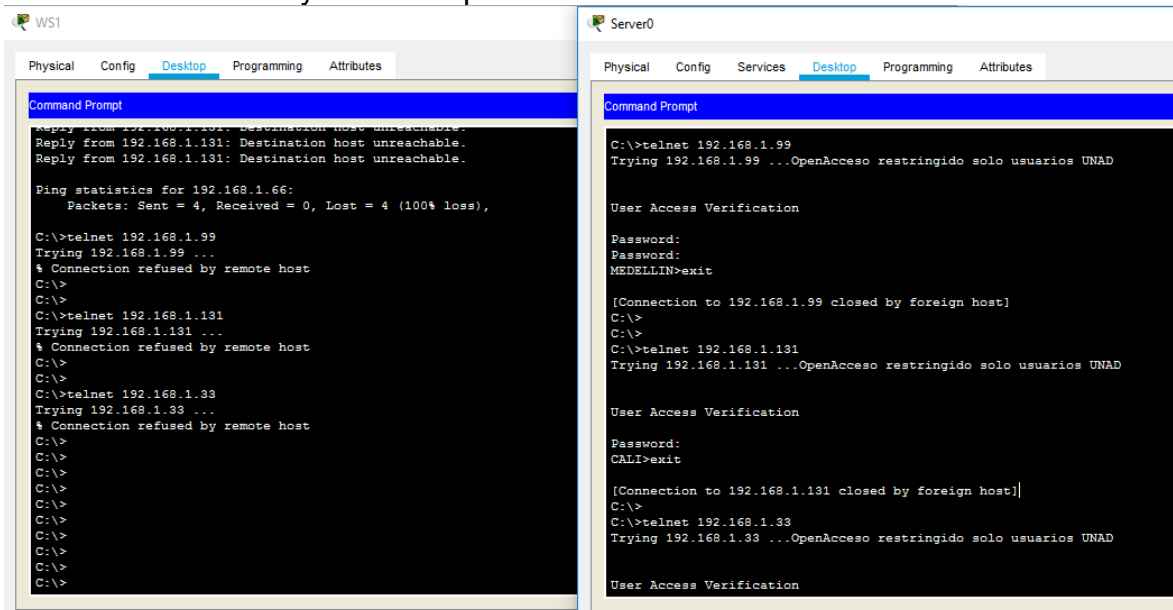 WS1
Physical Config Desktop Programming Attributes
Command Prompt
Reply from 192.168.1.131: Destination host unreachable.
Reply from 192.168.1.131: Destination host unreachable.
Reply from 192.168.1.131: Destination host unreachable.
Ping statistics for 192.168.1.66:
Packets: Sent = 4, Received = 0, Lost = 4 (100% loss),
C:\>telnet 192.168.1.99
Trying 192.168.1.99 ...
% Connection refused by remote host
C:\>
C:\>
C:\>telnet 192.168.1.131
Trying 192.168.1.131 ...
% Connection refused by remote host
C:\>
C:\>
C:\>telnet 192.168.1.33
Trying 192.168.1.33 ...
% Connection refused by remote host
C:\>
C:\>
C:\>
C:\>
C:\>
C:\>
C:\>
C:\>
C:\>
C:\>
Server0
Physical Config Services Desktop Programming Attributes
Command Prompt
C:\>telnet 192.168.1.99
Trying 192.168.1.99 ...OpenAcceso restringido solo usuarios UNAD
User Access Verification
Password:
Password:
MEDELLIN>exit
[Connection to 192.168.1.99 closed by foreign host]
C:\>
C:\>
C:\>telnet 192.168.1.131
Trying 192.168.1.131 ...OpenAcceso restringido solo usuarios UNAD
User Access Verification
Password:
CALI>exit
[Connection to 192.168.1.131 closed by foreign host]
C:\>
C:\>telnet 192.168.1.33
Trying 192.168.1.33 ...OpenAcceso restringido solo usuarios UNAD
User Access Verification